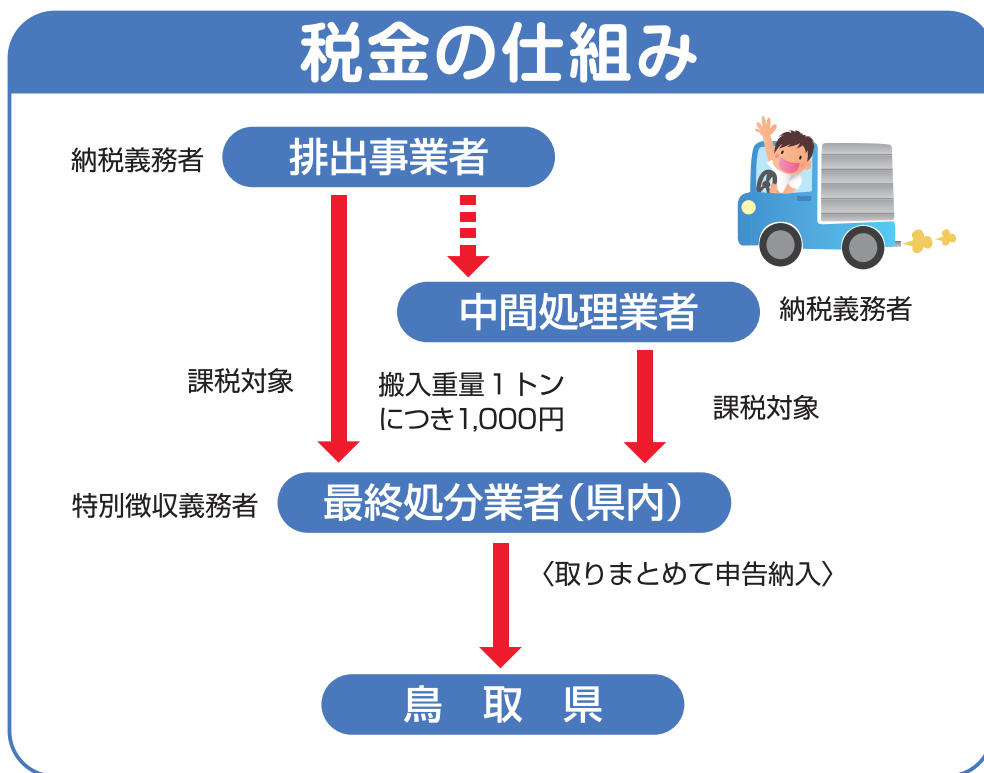 税金の仕組み
納税義務者
排出事業者
中間処理業者
納税義務者
課税対象
搬入重量１トン
につき1,000円
課税対象
特別徴収義務者
最終処分業者（県内）
〈取りまとめて申告納入〉
鳥　取　県